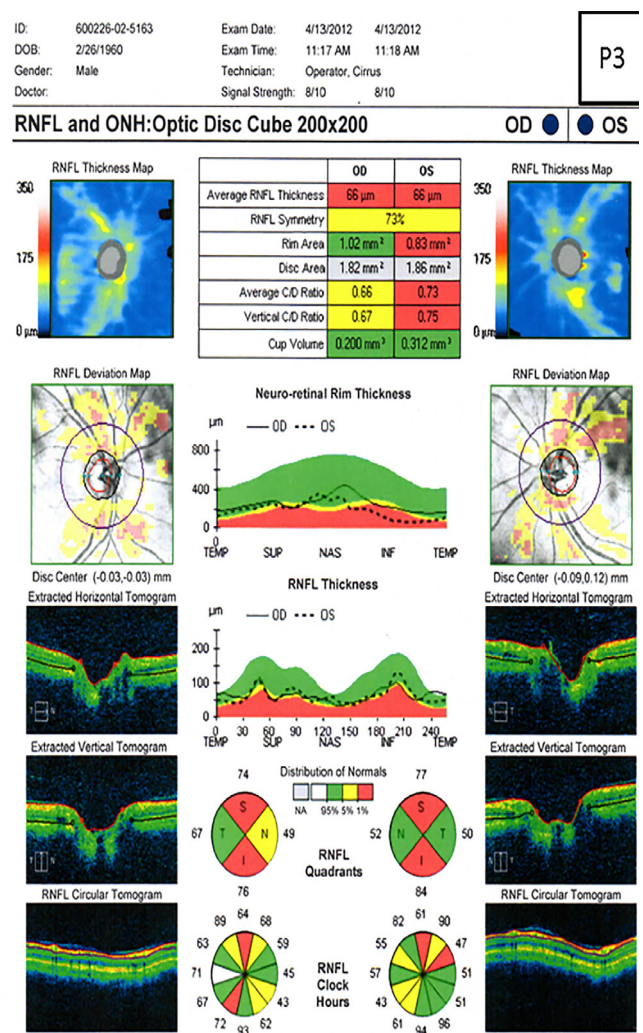 ID: 600226-02-5163 Exam Date: 4/13/2012 4/13/2012
DOB: 2/26/1960 Exam Time: 11:17 AM 11:18 AM
Gender: Male Technician: Operator, Cirrus
Doctor: Signal Strength: 8/10 8/10
P3
RNFL and ONH:Optic Disc Cube 200x200 OD OS
RNFL Thickness Map
350
175
0 μm
OD OS
Average RNFL Thickness 66 μm 66 μm
RNFL Symmetry 73%
Rim Area 1.02 mm² 0.83 mm²
Disc Area 1.82 mm² 1.86 mm²
Average C/D Ratio 0.66 0.73
Vertical C/D Ratio 0.67 0.75
Cup Volume 0.200 mm³ 0.312 mm³
RNFL Thickness Map
350
175
0 μm
RNFL Deviation Map
Disc Center (-0.03,-0.03) mm
Neuro-retinal Rim Thickness
μm OD OS
800
400
0
0
TEMP SUP NAS INF TEMP
RNFL Deviation Map
Disc Center (-0.09,0.12) mm
Extracted Horizontal Tomogram
T N
RNFL Thickness
μm OD OS
200
100
0
0 30 60 90 120 150 180 210 240
TEMP SUP NAS INF TEMP
Extracted Horizontal Tomogram
N T
Extracted Vertical Tomogram
T N
Distribution of Normals
NA 95% 5% 1%
74
67 S T N I 49
76
RNFL
Quadrants
77
52 S N T I 50
84
Extracted Vertical Tomogram
N T
RNFL Circular Tomogram
64
89 68
63 59
71 45
67 43
72 62
93
RNFL
Clock
Hours
61
82 90
55 47
57 51
43 51
61 96
94
RNFL Circular Tomogram